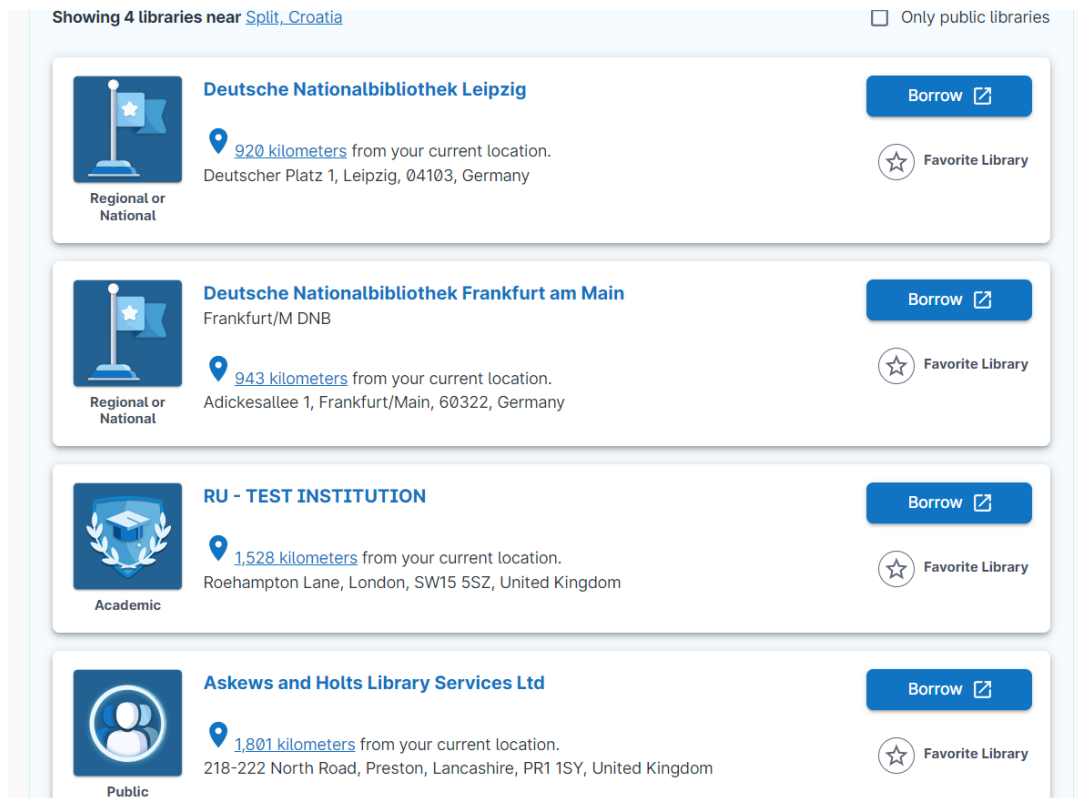 Showing 4 libraries near Split, Croatia
Only public libraries
Deutsche Nationalbibliothek Leipzig
Borrow
920 kilometers from your current location.
Favorite Library
Deutscher Platz 1, Leipzig, 04103, Germany
Regional or
National
Deutsche Nationalbibliothek Frankfurt am Main
Borrow
Frankfurt/M DNB
943 kilometers from your current location.
Favorite Library
Adickesallee 1, Frankfurt/Main, 60322, Germany
Regional or
National
RU - TEST INSTITUTION
Borrow
1,528 kilometers from your current location.
Favorite Library
Roehampton Lane, London, SW15 5SZ, United Kingdom
Academic
Askews and Holts Library Services Ltd
Borrow
1,801 kilometers from your current location.
Favorite Library
218-222 North Road, Preston, Lancashire, PR1 1SY, United Kingdom
Public